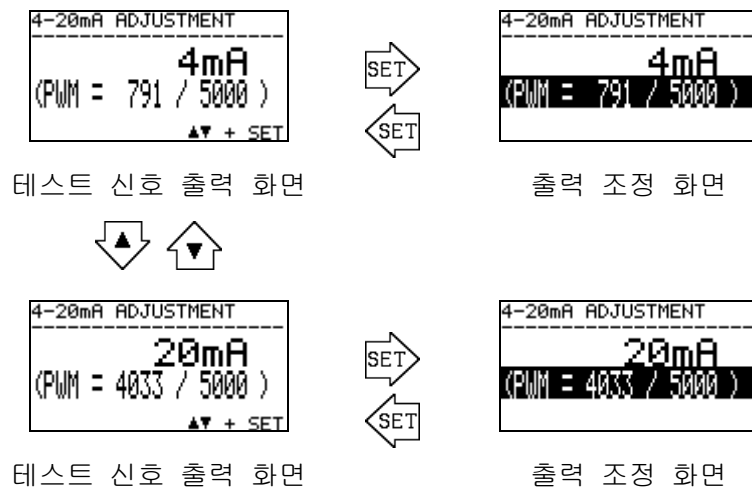 4-20mA ADJUSTMENT
4mA
(PWM = 791 / 5000 )
▲▼ + SET
테스트 신호 출력 화면
SET
SET
4-20mA ADJUSTMENT
4mA
(PWM = 791 / 5000 )
출력 조정 화면
▲ ▼
4-20mA ADJUSTMENT
20mA
(PWM = 4033 / 5000 )
▲▼ + SET
테스트 신호 출력 화면
SET
SET
4-20mA ADJUSTMENT
20mA
(PWM = 4033 / 5000 )
출력 조정 화면